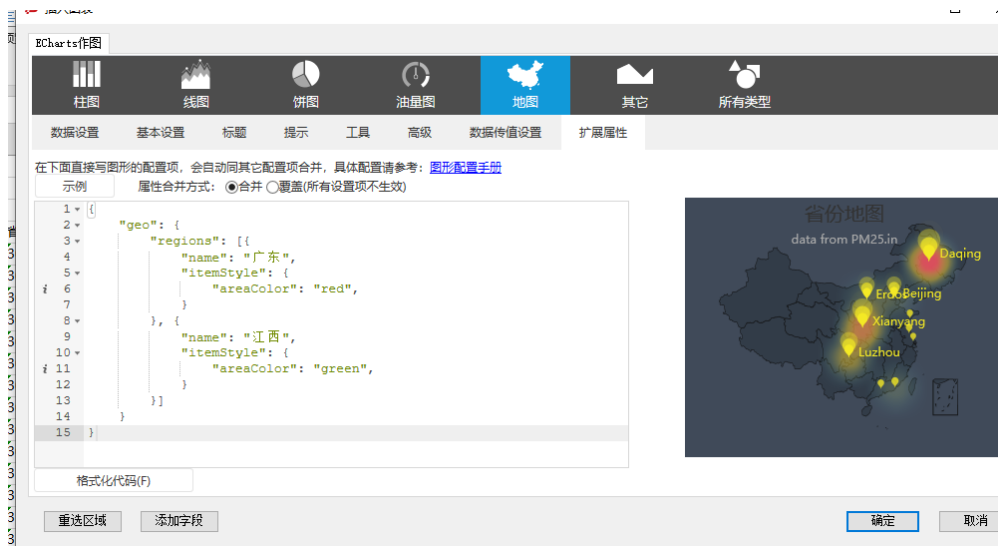 插入图表
ECharts作图
柱图 线图 饼图 油量图 地图 其它 所有类型
数据设置 基本设置 标题 提示 工具 高级 数据传值设置 扩展属性
在下面直接写图形的配置项，会自动同其它配置项合并，具体配置请参考：图形配置手册
示例 属性合并方式： 合并 覆盖(所有设置项不生效)
1 {
2 "geo": {
3 "regions": [{
4 "name": "广东",
5 "itemStyle": {
i 6 "areaColor": "red",
7 }
8 }, {
9 "name": "江西",
10 "itemStyle": {
i 11 "areaColor": "green",
12 }
13 }]
14 }
15 }
省份地图
data from PM25.in
Daqing
Beijing
Xianyang
Luzhou
格式化代码(F)
重选区域 添加字段 确定 取消